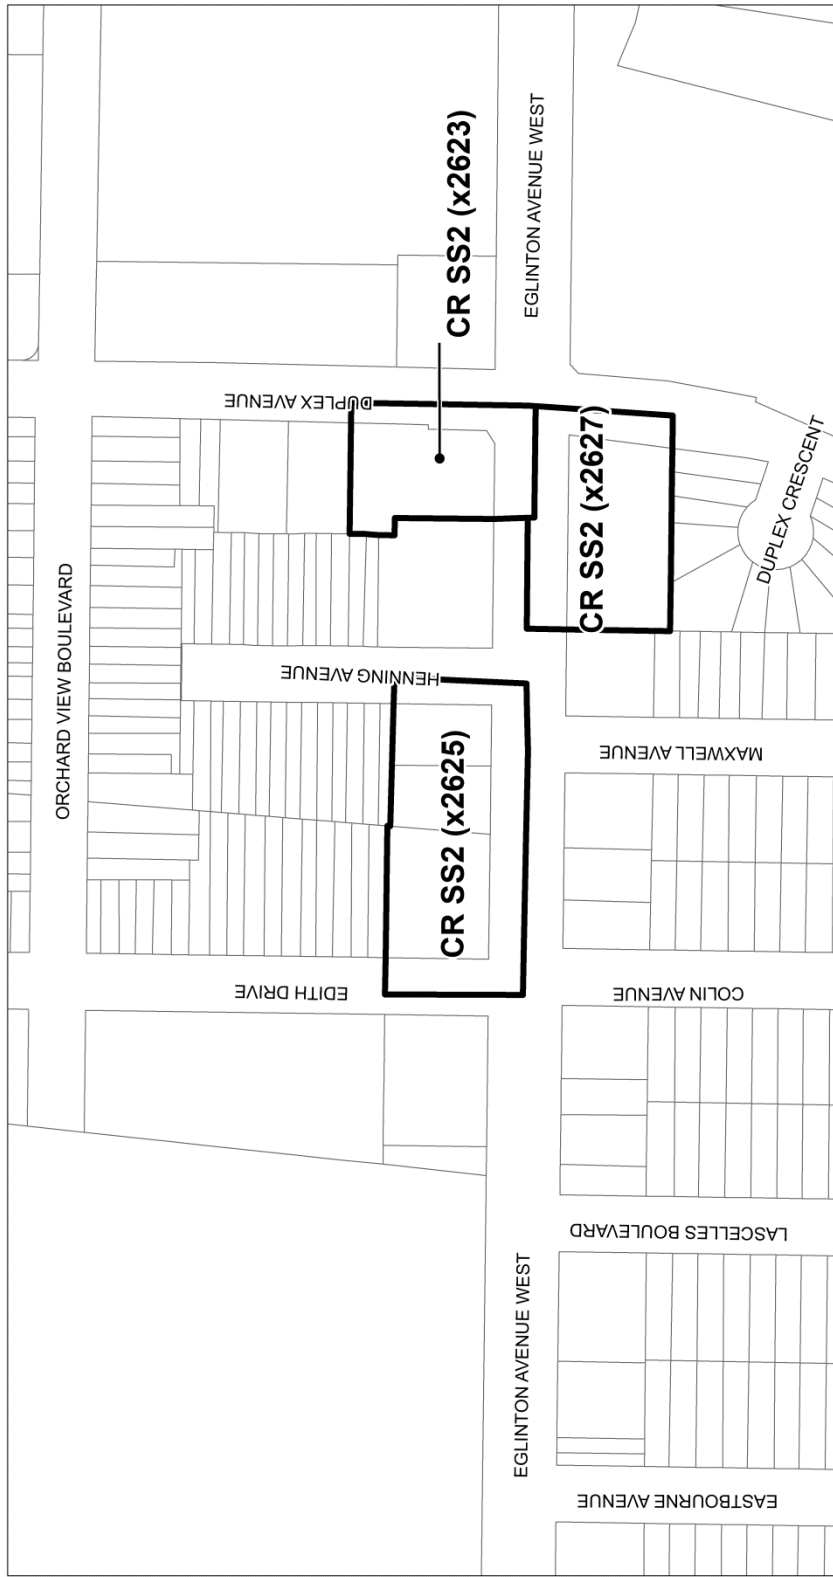 ORCHARD VIEW BOULEVARD
DUPLEX AVENUE
CR SS2 (x2623)
EGLINTON AVENUE WEST
CR SS2 (x2627)
DUPLEX CRESCENT
HENNING AVENUE
CR SS2 (x2625)
MAXWELL AVENUE
EDITH DRIVE
COLIN AVENUE
LASCELLES BOULEVARD
EGLINTON AVENUE WEST
EASTBOURNE AVENUE